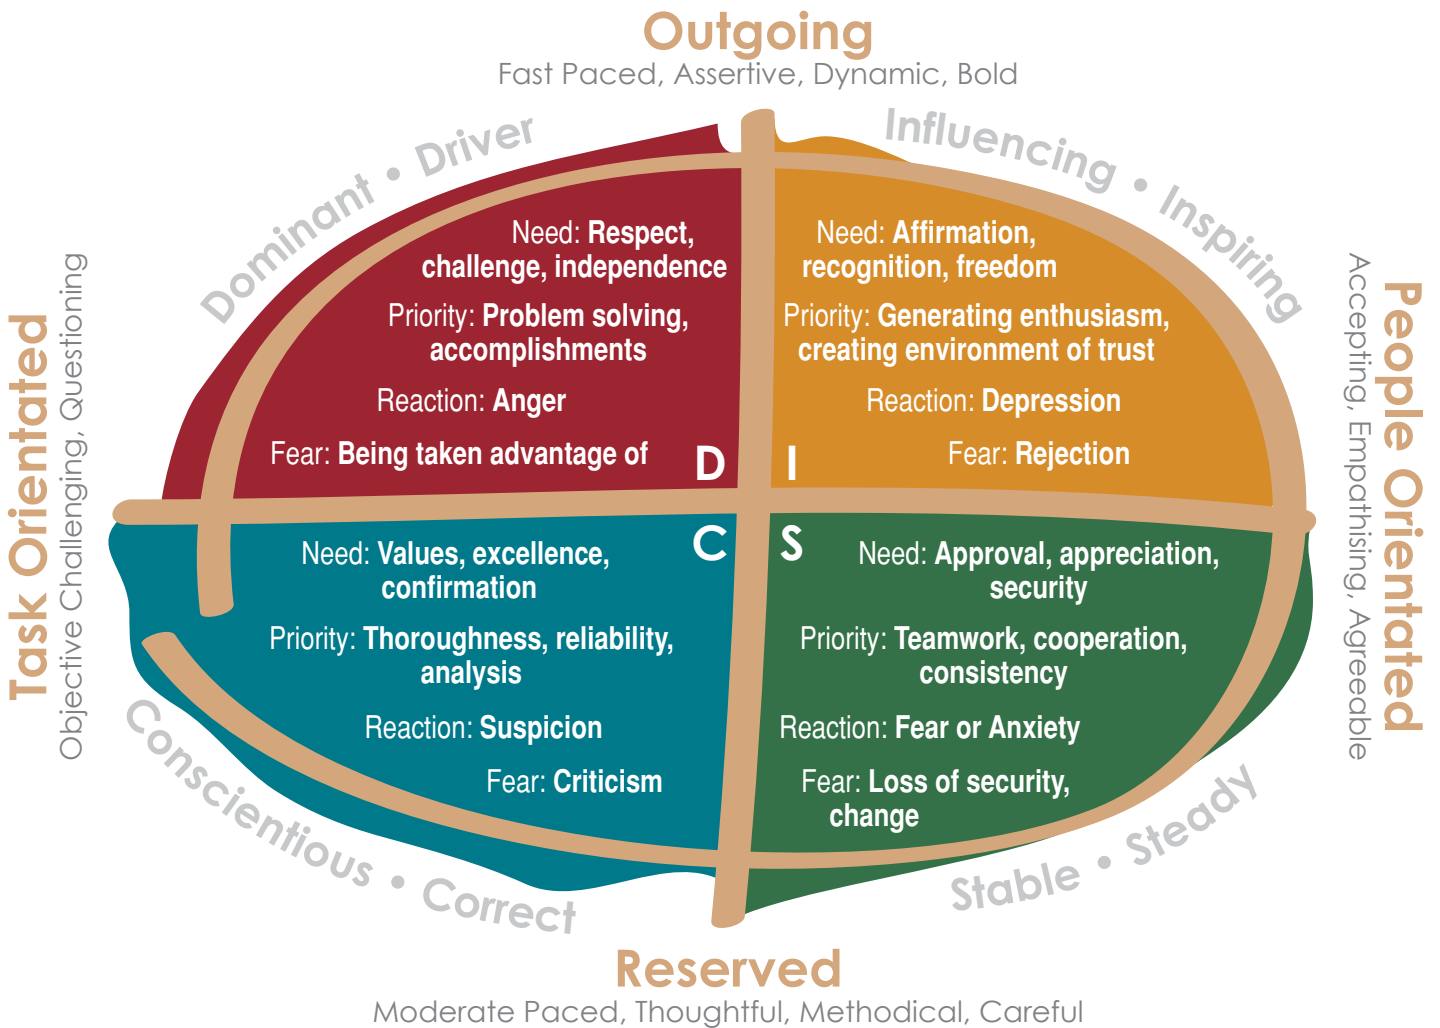 Outgoing
Fast Paced, Assertive, Dynamic, Bold
Dominant • Driver
Influencing • Inspiring
Task Orientated
Objective Challenging, Questioning
People Orientated
Accepting, Empathising, Agreeable
Need: Respect,
challenge, independence
Priority: Problem solving,
accomplishments
Reaction: Anger
Fear: Being taken advantage of
D
Need: Affirmation,
recognition, freedom
Priority: Generating enthusiasm,
creating environment of trust
Reaction: Depression
Fear: Rejection
I
C
Need: Values, excellence,
confirmation
Priority: Thoroughness, reliability,
analysis
Reaction: Suspicion
Fear: Criticism
S
Need: Approval, appreciation,
security
Priority: Teamwork, cooperation,
consistency
Reaction: Fear or Anxiety
Fear: Loss of security,
change
Conscientious • Correct
Stable • Steady
Reserved
Moderate Paced, Thoughtful, Methodical, Careful